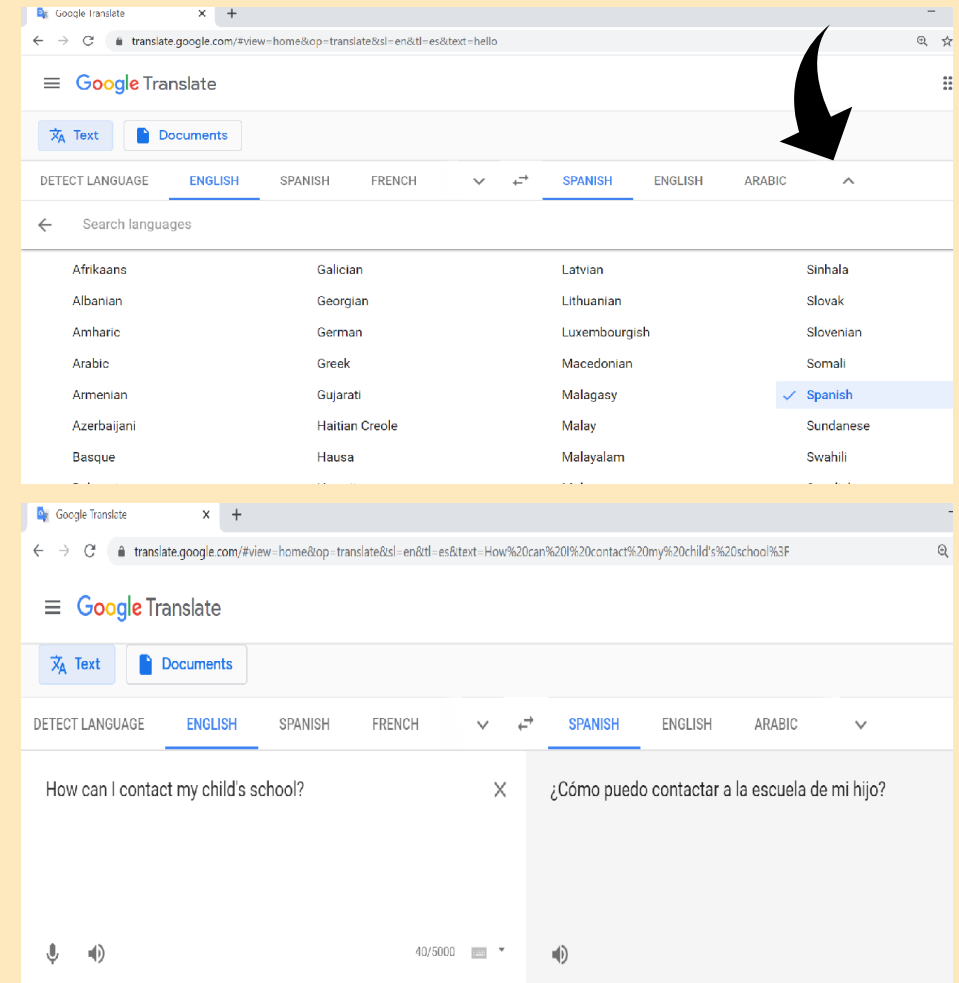 Google Translate
translate.google.com/#view=home&op=translate&sl=en&tl=es&text=hello
Google Translate
Text Documents
DETECT LANGUAGE ENGLISH SPANISH FRENCH SPANISH ENGLISH ARABIC
Search languages
Afrikaans Galician Latvian Sinhala
Albanian Georgian Lithuanian Slovak
Amharic German Luxembourgish Slovenian
Arabic Greek Macedonian Somali
Armenian Gujarati Malagasy Spanish
Azerbaijani Haitian Creole Malay Sundanese
Basque Hausa Malayalam Swahili
Google Translate
translate.google.com/#view=home&op=translate&sl=en&tl=es&text=How%20can%20I%20contact%20my%20child's%20school%3F
Google Translate
Text Documents
DETECT LANGUAGE ENGLISH SPANISH FRENCH SPANISH ENGLISH ARABIC
How can I contact my child's school? ¿Cómo puedo contactar a la escuela de mi hijo?
40/5000